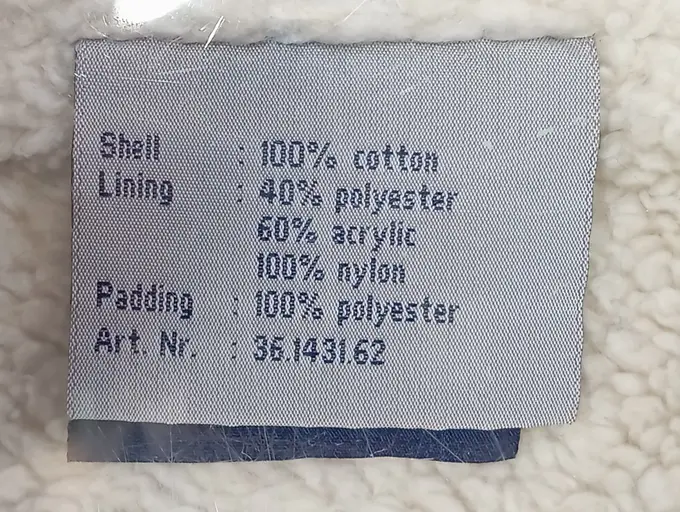 Shell : 100% cotton
Lining : 40% polyester
60% acrylic
100% nylon
Padding : 100% polyester
Art. Nr. : 36.1431.62